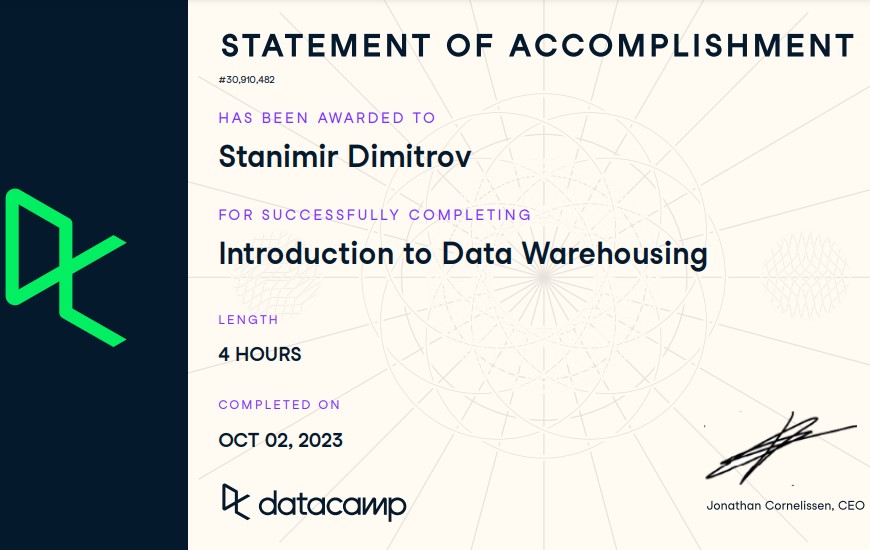 STATEMENT OF ACCOMPLISHMENT
#30,910,482
HAS BEEN AWARDED TO
Stanimir Dimitrov
FOR SUCCESSFULLY COMPLETING
Introduction to Data Warehousing
LENGTH
4 HOURS
COMPLETED ON
OCT 02, 2023
datacamp
Jonathan Cornelissen, CEO